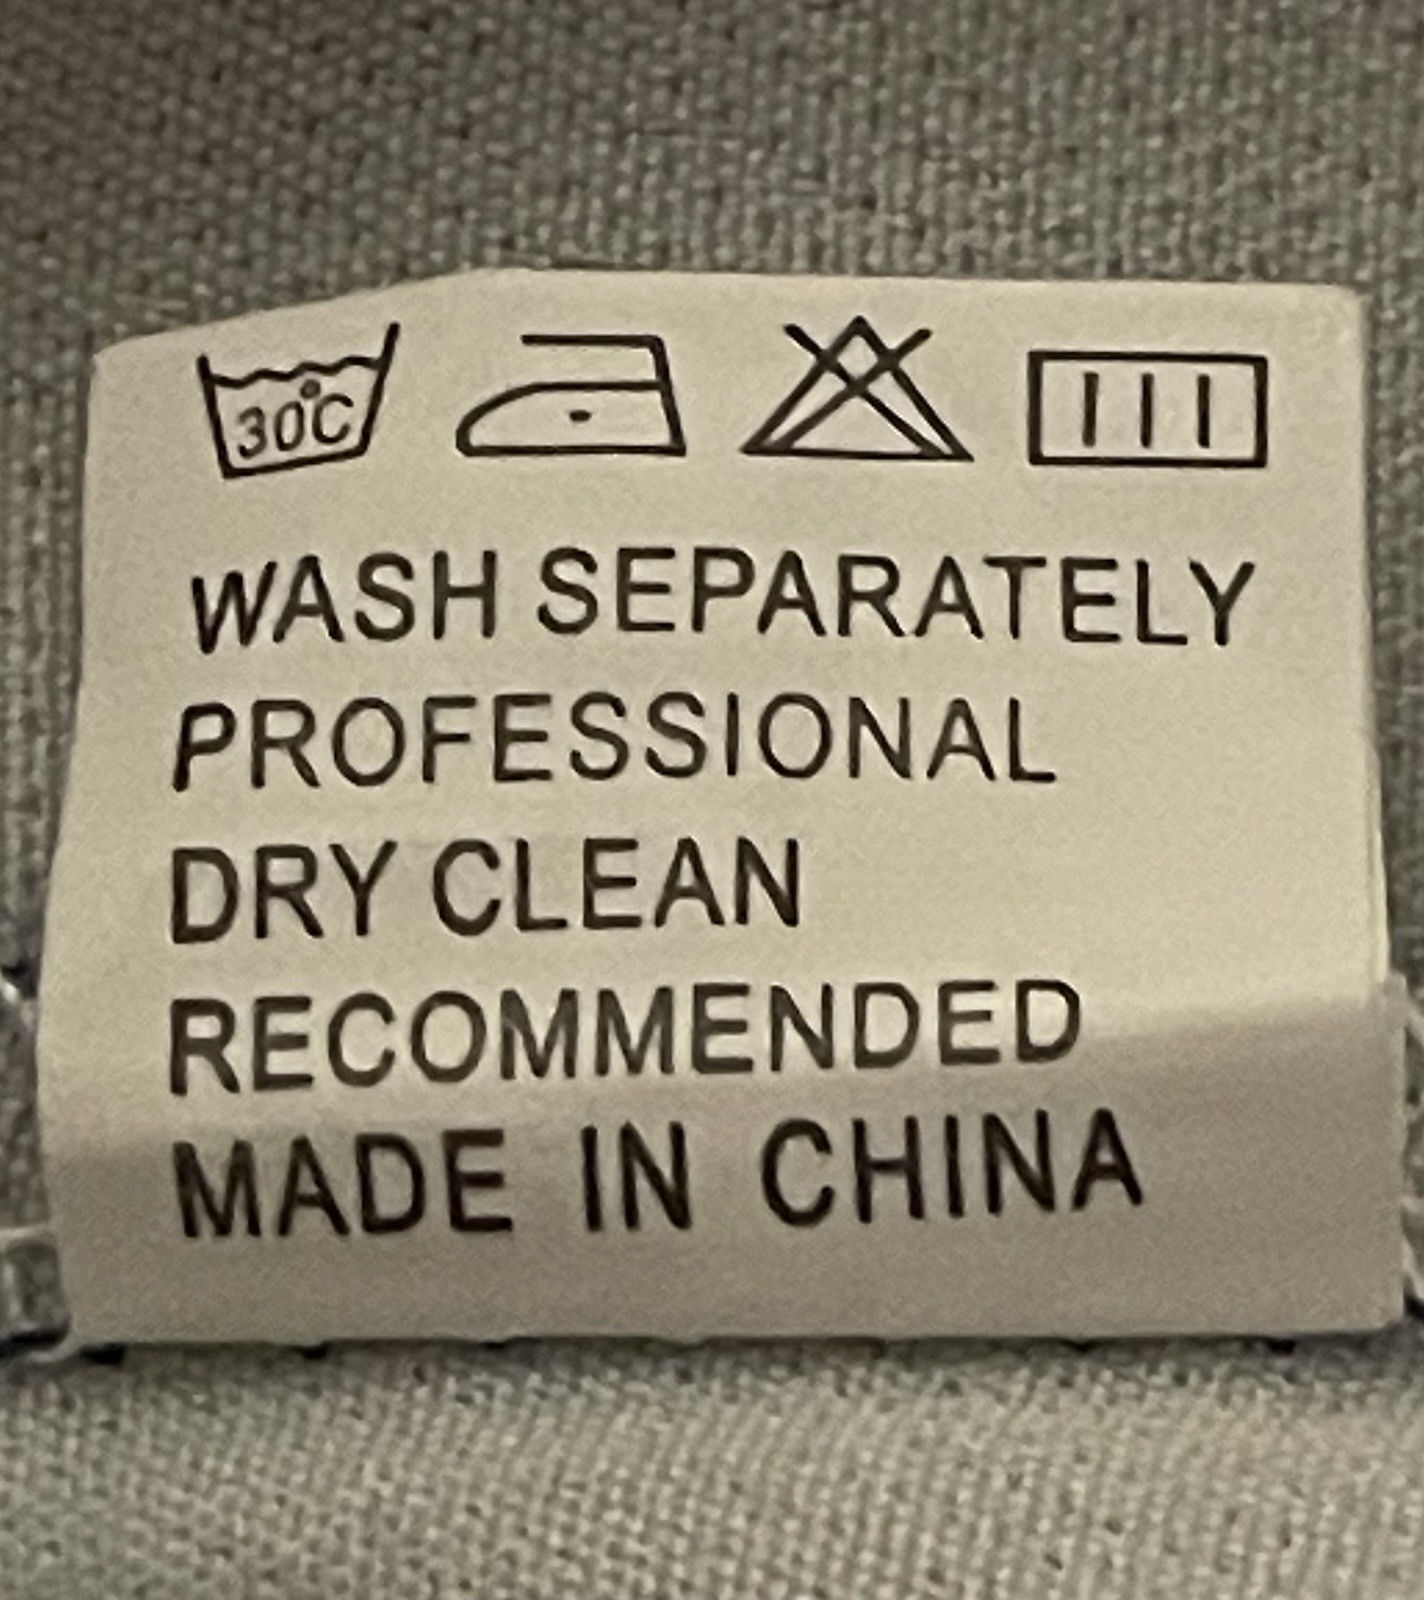 30°C
WASH SEPARATELY
PROFESSIONAL
DRY CLEAN
RECOMMENDED
MADE IN CHINA